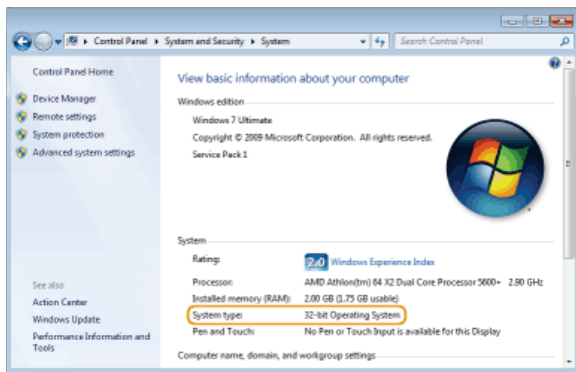 Control Panel System and Security System Search Control Panel
Control Panel Home
Device Manager
Remote settings
System protection
Advanced system settings
See also
Action Center
Windows Update
Performance Information and
Tools
View basic information about your computer
Windows edition
Windows 7 Ultimate
Copyright © 2009 Microsoft Corporation. All rights reserved.
Service Pack 1
System
Rating: 2.0 Windows Experience Index
Processor: AMD Athlon(tm) 64 X2 Dual Core Processor 5600+ 2.90 GHz
Installed memory (RAM): 2.00 GB (1.75 GB usable)
System type: 32-bit Operating System
Pen and Touch: No Pen or Touch Input is available for this Display
Computer name, domain, and workgroup settings